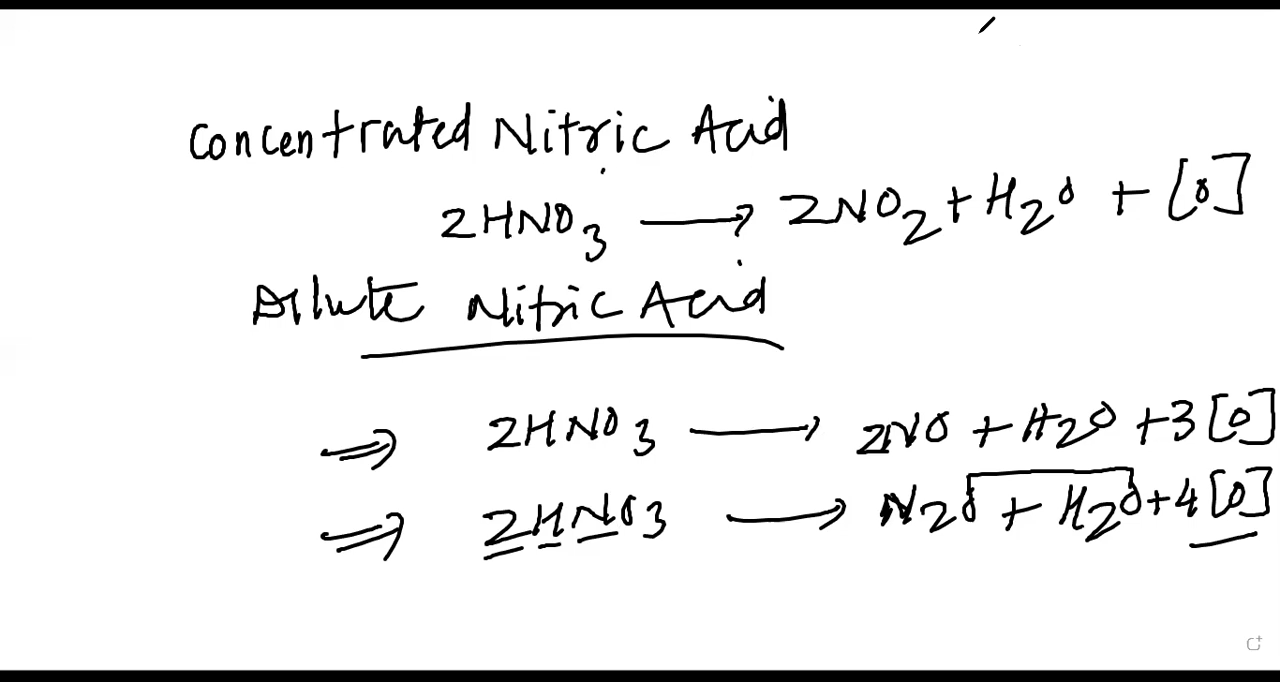 Concentrated Nitric Acid
2HNO3 ⟶ 2NO2 + H2O + [O]
Dilute Nitric Acid
⇒ 2HNO3 ⟶ 2NO + H2O + 3[O]
⇒ 2HNO3 ⟶ N2O + H2O + 4[O]